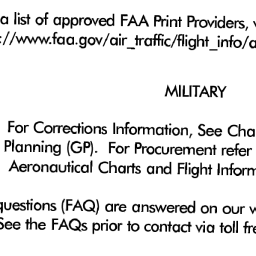 a list of approved FAA Print Providers,
://www.faa.gov/air_traffic/flight_info/a
MILITARY
For Corrections Information, See Cha
Planning (GP). For Procurement refer
Aeronautical Charts and Flight Inform
questions (FAQ) are answered on our w
See the FAQs prior to contact via toll fre